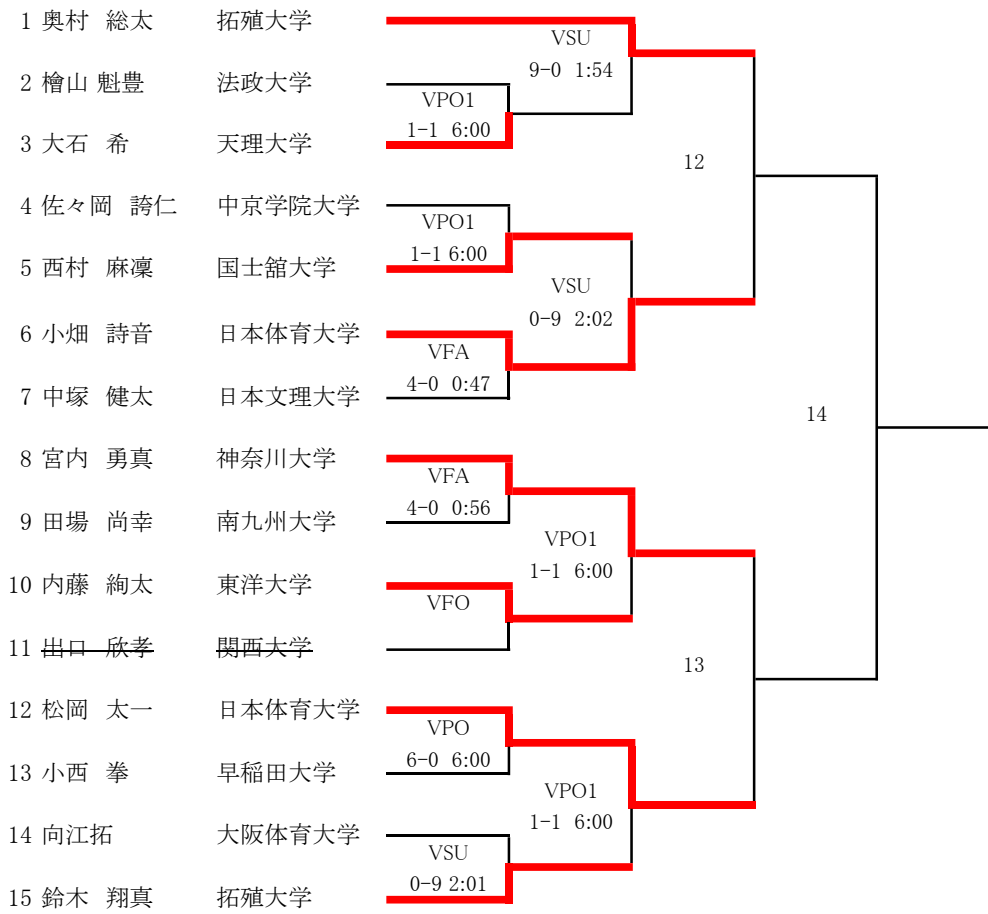 1 奥村 総太 拓殖大学
VSU
9-0 1:54
2 檜山 魁豊 法政大学
VPO1
1-1 6:00
3 大石 希 天理大学
12
4 佐々岡 誇仁 中京学院大学
VPO1
1-1 6:00
5 西村 麻凜 国士舘大学
VSU
0-9 2:02
6 小畑 詩音 日本体育大学
VFA
4-0 0:47
7 中塚 健太 日本文理大学
14
8 宮内 勇真 神奈川大学
VFA
4-0 0:56
9 田場 尚幸 南九州大学
VPO1
1-1 6:00
10 内藤 絢太 東洋大学
VFO
11 出口 欣孝 関西大学
13
12 松岡 太一 日本体育大学
VPO
6-0 6:00
13 小西 拳 早稲田大学
VPO1
1-1 6:00
14 向江拓 大阪体育大学
VSU
0-9 2:01
15 鈴木 翔真 拓殖大学